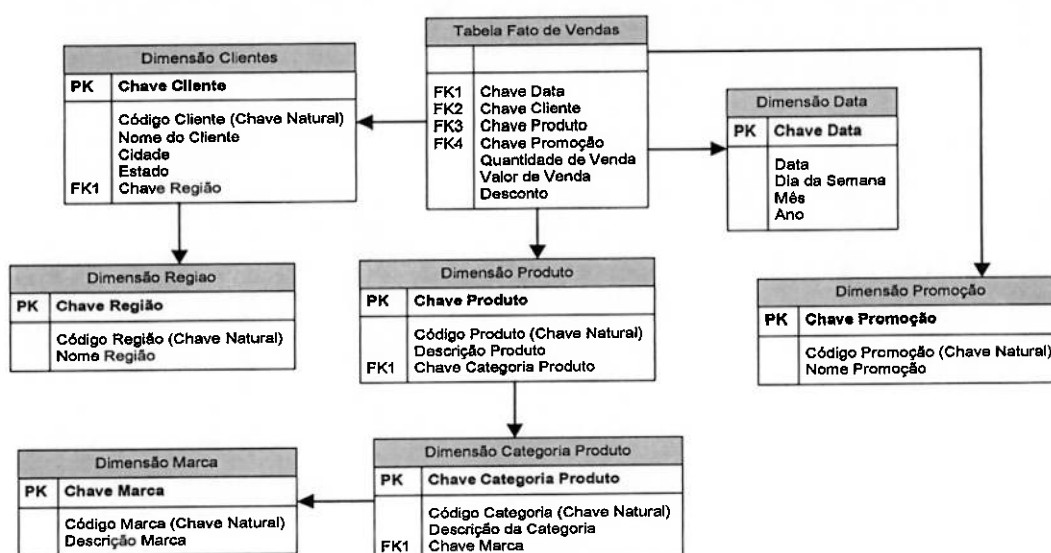 Tabela Fato de Vendas
FK1 Chave Data
FK2 Chave Cliente
FK3 Chave Produto
FK4 Chave Promoção
Quantidade de Venda
Valor de Venda
Desconto
Dimensão Clientes
PK Chave Cliente
Código Cliente (Chave Natural)
Nome do Cliente
Cidade
Estado
FK1 Chave Região
Dimensão Data
PK Chave Data
Data
Dia da Semana
Mês
Ano
Dimensão Regiao
PK Chave Região
Código Região (Chave Natural)
Nome Região
Dimensão Produto
PK Chave Produto
Código Produto (Chave Natural)
Descrição Produto
FK1 Chave Categoria Produto
Dimensão Promoção
PK Chave Promoção
Código Promoção (Chave Natural)
Nome Promoção
Dimensão Marca
PK Chave Marca
Código Marca (Chave Natural)
Descrição Marca
Dimensão Categoria Produto
PK Chave Categoria Produto
Código Categoria (Chave Natural)
Descrição da Categoria
FK1 Chave Marca